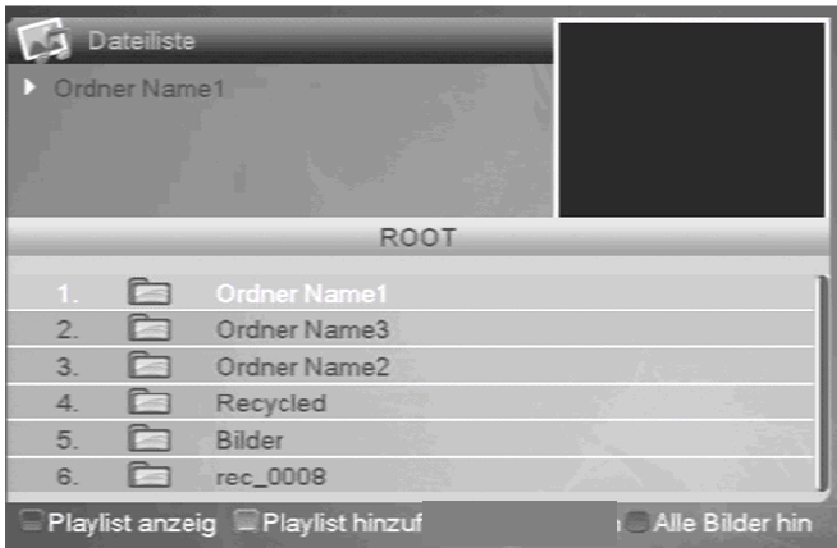 Dateiliste
Ordner Name1
ROOT
1. Ordner Name1
2. Ordner Name3
3. Ordner Name2
4. Recycled
5. Bilder
6. rec_0008
Playlist anzeig Playlist hinzuf Alle Bilder hin